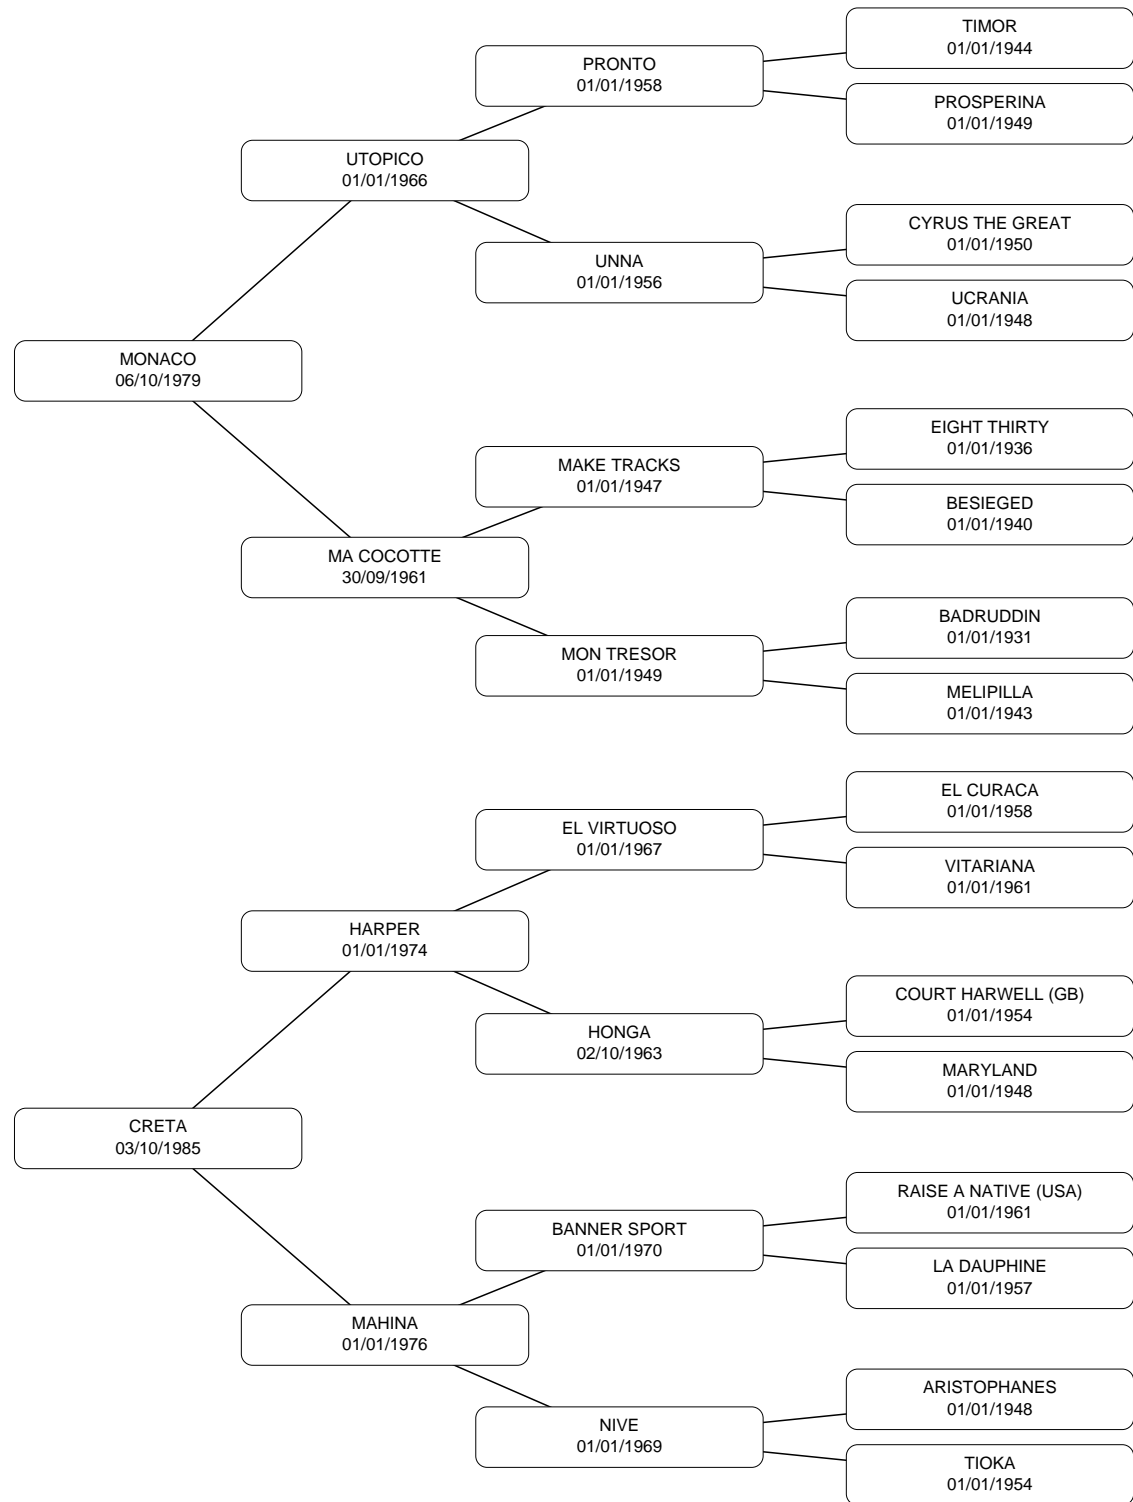 TIMOR
01/01/1944
PRONTO
01/01/1958
PROSPERINA
01/01/1949
UTOPICO
01/01/1966
CYRUS THE GREAT
01/01/1950
UNNA
01/01/1956
UCRANIA
01/01/1948
MONACO
06/10/1979
EIGHT THIRTY
01/01/1936
MAKE TRACKS
01/01/1947
BESIEGED
01/01/1940
MA COCOTTE
30/09/1961
BADRUDDIN
01/01/1931
MON TRESOR
01/01/1949
MELIPILLA
01/01/1943
EL CURACA
01/01/1958
EL VIRTUOSO
01/01/1967
VITARIANA
01/01/1961
HARPER
01/01/1974
COURT HARWELL (GB)
01/01/1954
HONGA
02/10/1963
MARYLAND
01/01/1948
CRETA
03/10/1985
RAISE A NATIVE (USA)
01/01/1961
BANNER SPORT
01/01/1970
LA DAUPHINE
01/01/1957
MAHINA
01/01/1976
ARISTOPHANES
01/01/1948
NIVE
01/01/1969
TIOKA
01/01/1954